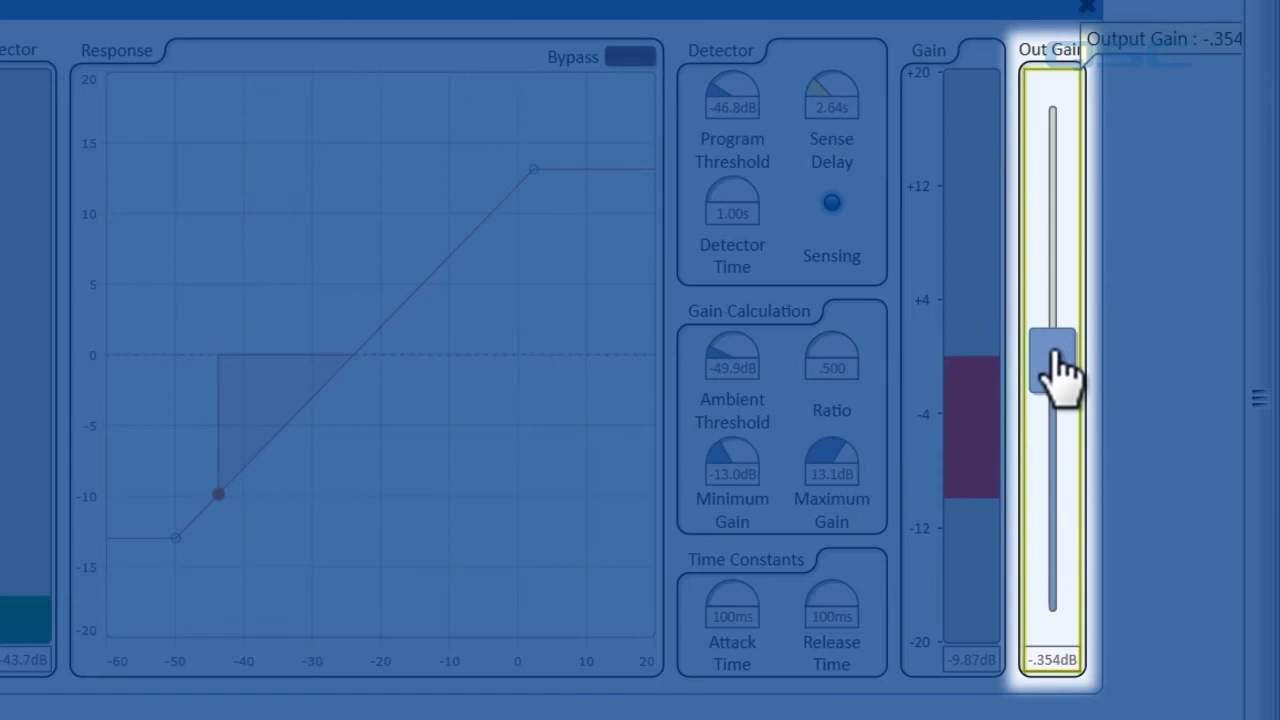 Output Gain : -.354
ector
Response
Bypass
Detector
Gain
Out Gain
20
15
10
5
0
-5
-10
-15
-20
-60 -50 -40 -30 -20 -10 0 10 20
-43.7dB
-46.8dB
2.64s
Program
Threshold
Sense
Delay
1.00s
Detector
Time
Sensing
Gain Calculation
-49.9dB
.500
Ambient
Threshold
Ratio
-13.0dB
13.1dB
Minimum
Gain
Maximum
Gain
Time Constants
100ms
100ms
Attack
Time
Release
Time
+20
+12
+4
-4
-12
-20
-9.87dB
-.354dB
QSC